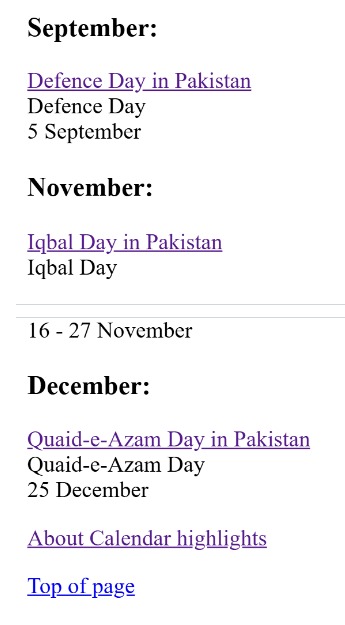 September:
Defence Day in Pakistan
Defence Day
5 September
November:
Iqbal Day in Pakistan
Iqbal Day
16 - 27 November
December:
Quaid-e-Azam Day in Pakistan
Quaid-e-Azam Day
25 December
About Calendar highlights
Top of page